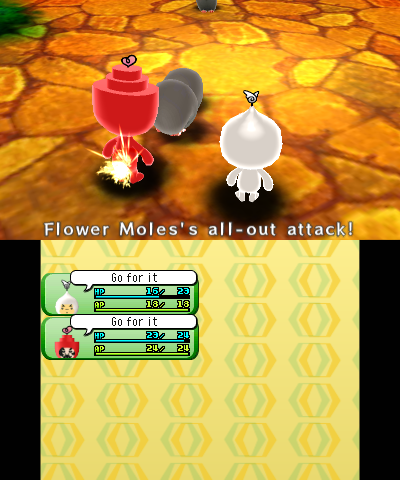 Flower Moles's all-out attack!
Go for it
HP 16/ 23
AP 18/ 18
Go for it
HP 23/ 24
AP 24/ 24